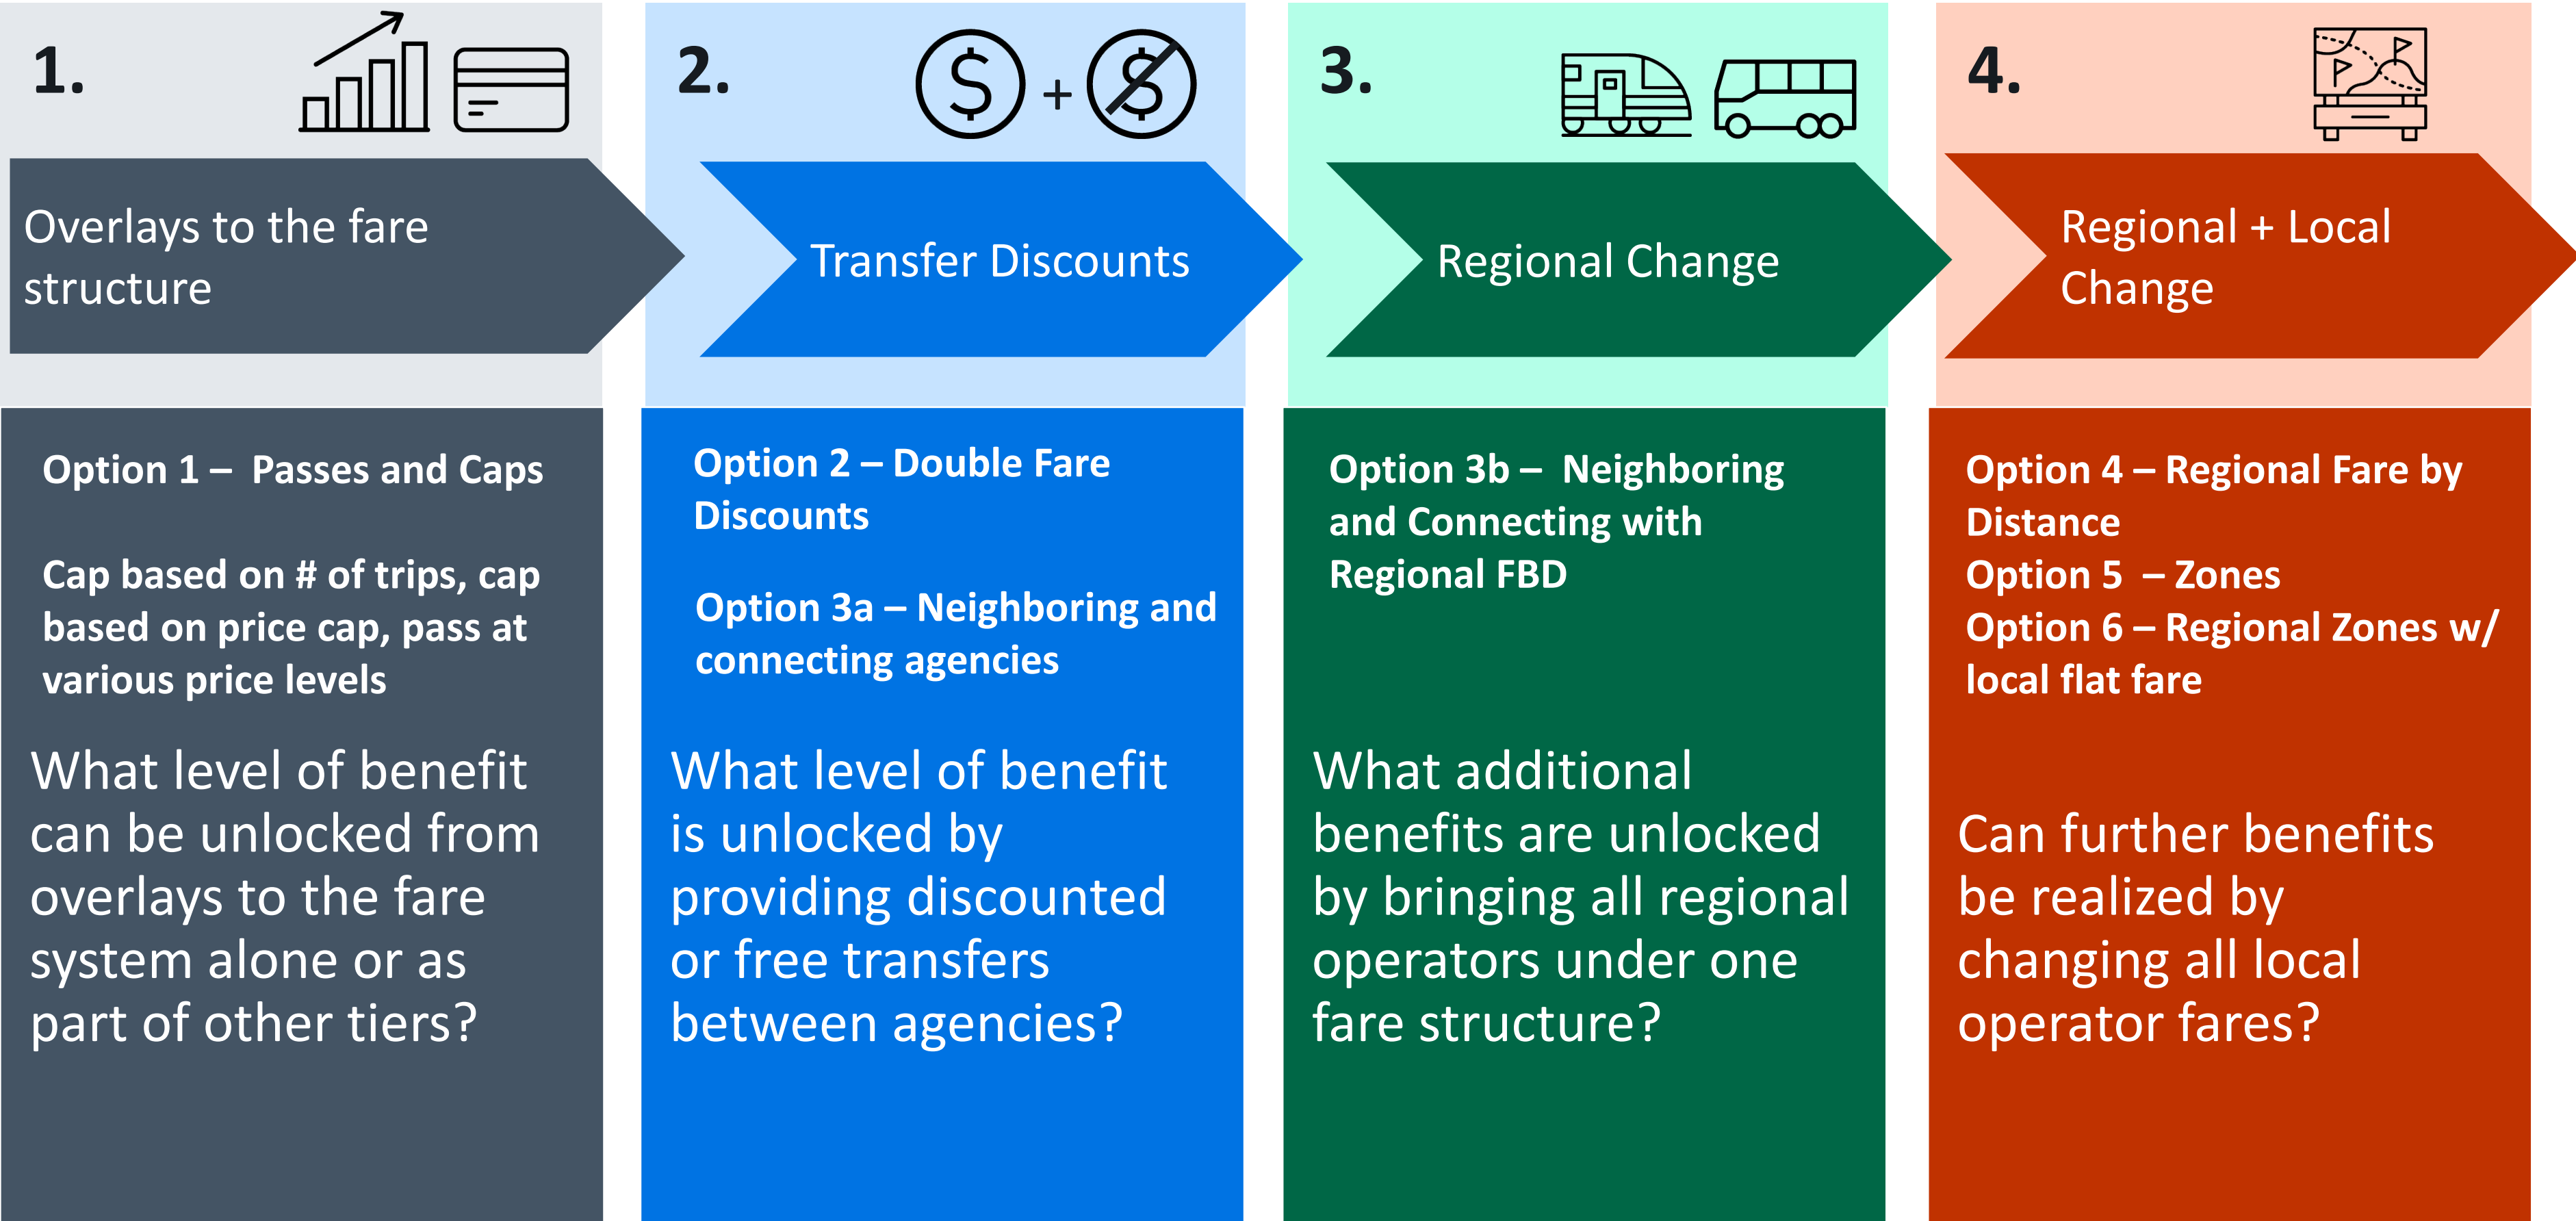 1.
Overlays to the fare
structure
Option 1 – Passes and Caps
Cap based on # of trips, cap
based on price cap, pass at
various price levels
What level of benefit
can be unlocked from
overlays to the fare
system alone or as
part of other tiers?
2.
$ + $
Transfer Discounts
Option 2 – Double Fare
Discounts
Option 3a – Neighboring and
connecting agencies
What level of benefit
is unlocked by
providing discounted
or free transfers
between agencies?
3.
Regional Change
Option 3b – Neighboring
and Connecting with
Regional FBD
What additional
benefits are unlocked
by bringing all regional
operators under one
fare structure?
4.
Regional + Local
Change
Option 4 – Regional Fare by
Distance
Option 5 – Zones
Option 6 – Regional Zones w/
local flat fare
Can further benefits
be realized by
changing all local
operator fares?